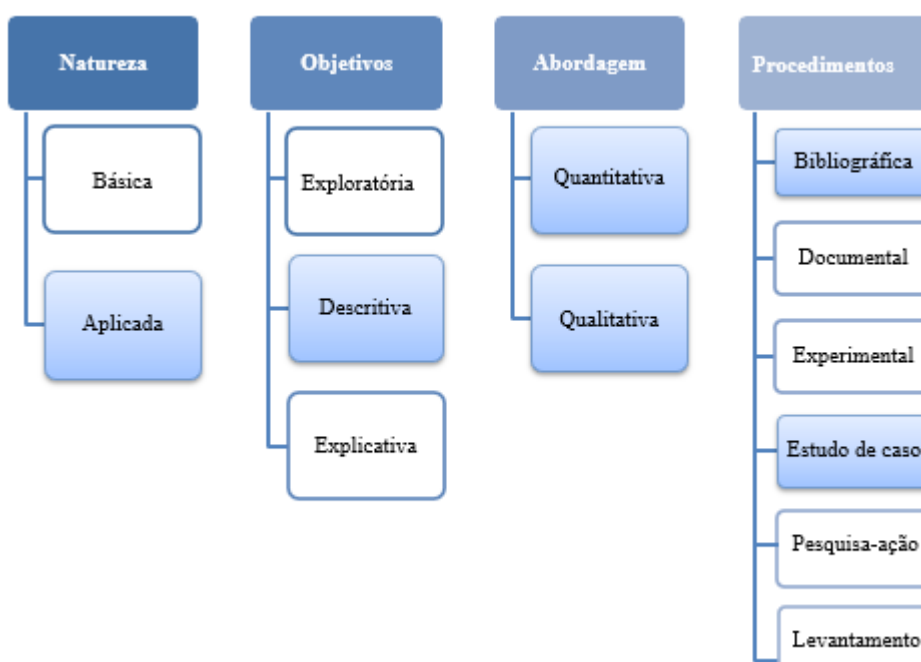 Natureza
Básica
Aplicada
Objetivos
Exploratória
Descritiva
Explicativa
Abordagem
Quantitativa
Qualitativa
Procedimentos
Bibliográfica
Documental
Experimental
Estudo de caso
Pesquisa-ação
Levantamento